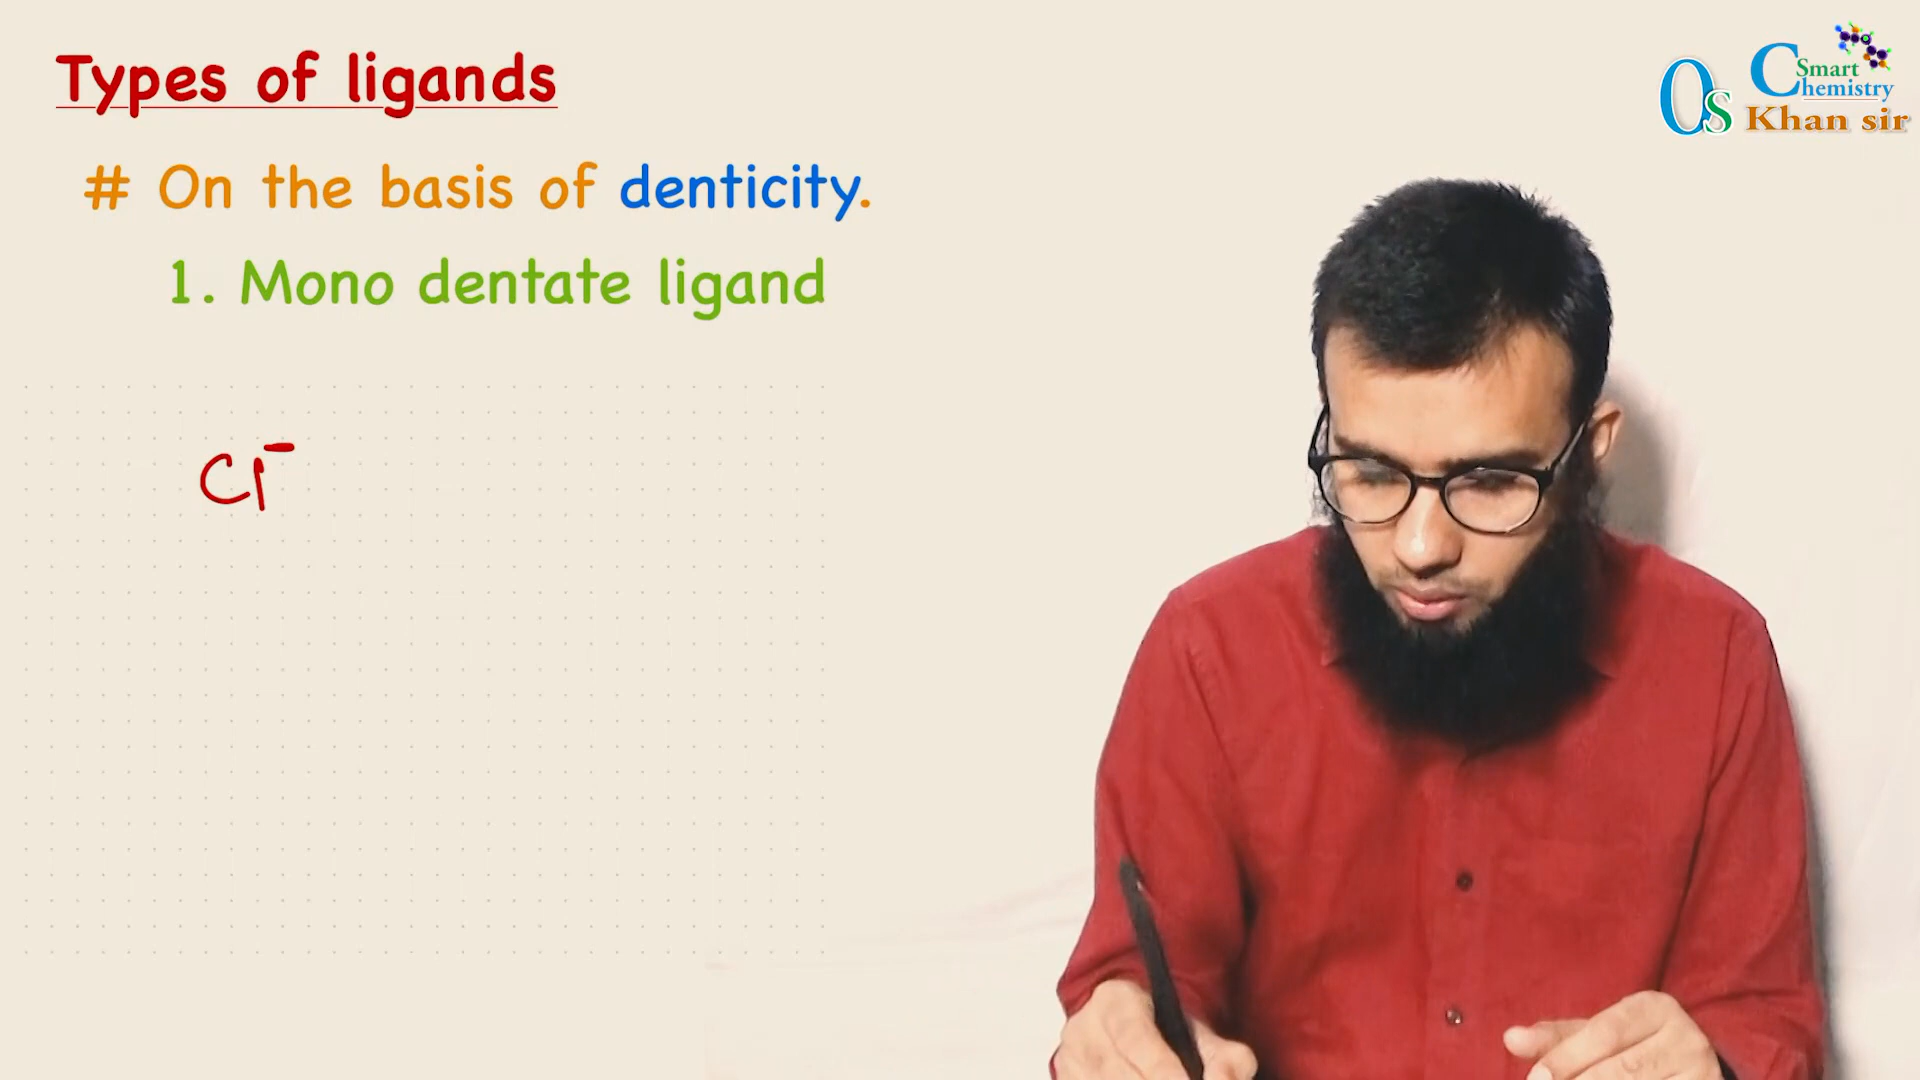 Types of ligands
# On the basis of denticity.
1. Mono dentate ligand
Cl⁻
Os Smart Chemistry
Khan sir